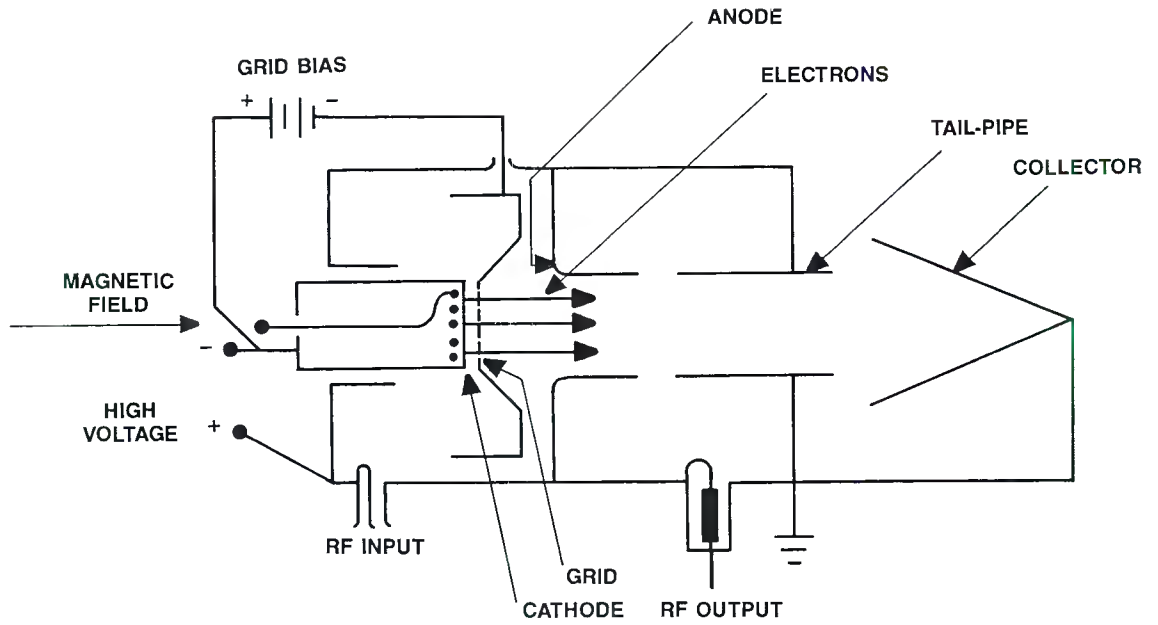 ANODE
GRID BIAS
+ −
ELECTRONS
TAIL-PIPE
COLLECTOR
MAGNETIC
FIELD
−
HIGH
VOLTAGE
+
RF INPUT
GRID
CATHODE
RF OUTPUT